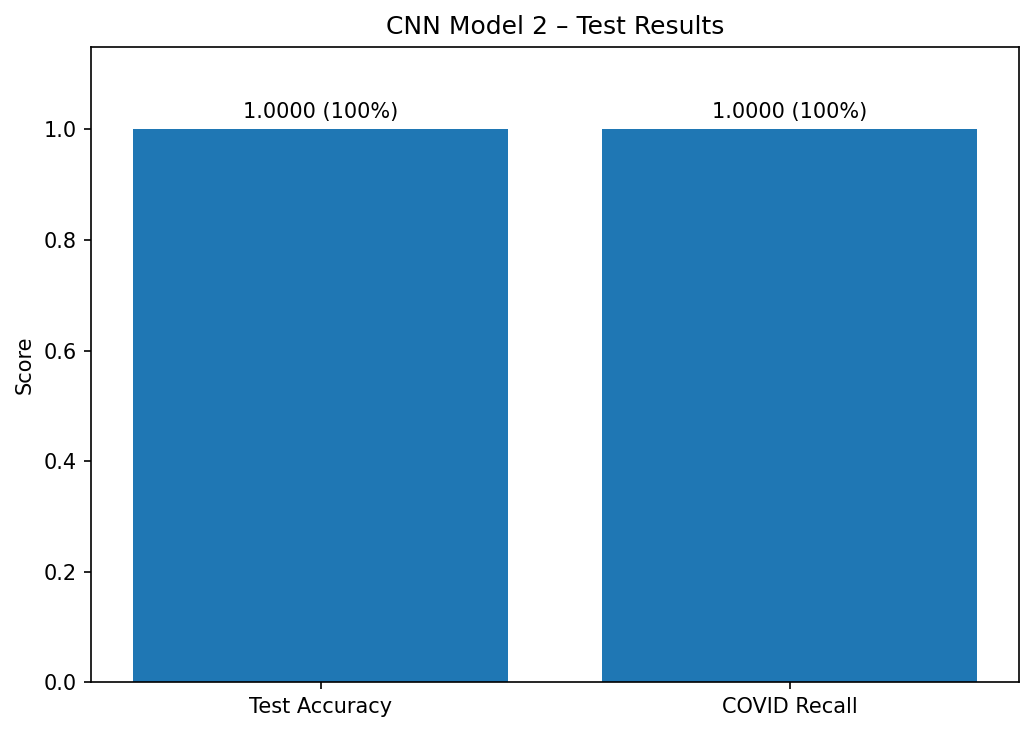 CNN Model 2 – Test Results
1.0000 (100%)
1.0000 (100%)
Score
1.0
0.8
0.6
0.4
0.2
0.0
Test Accuracy
COVID Recall